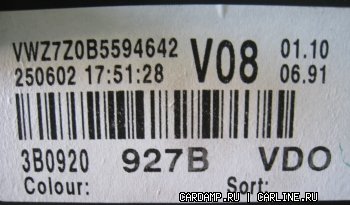 VWZ7Z0B5594642 V08 01.10
250602 17:51:28 06.91
3B0920 927B VDO
Colour: Sort:
CARDAMP.RU | CARLINE.RU